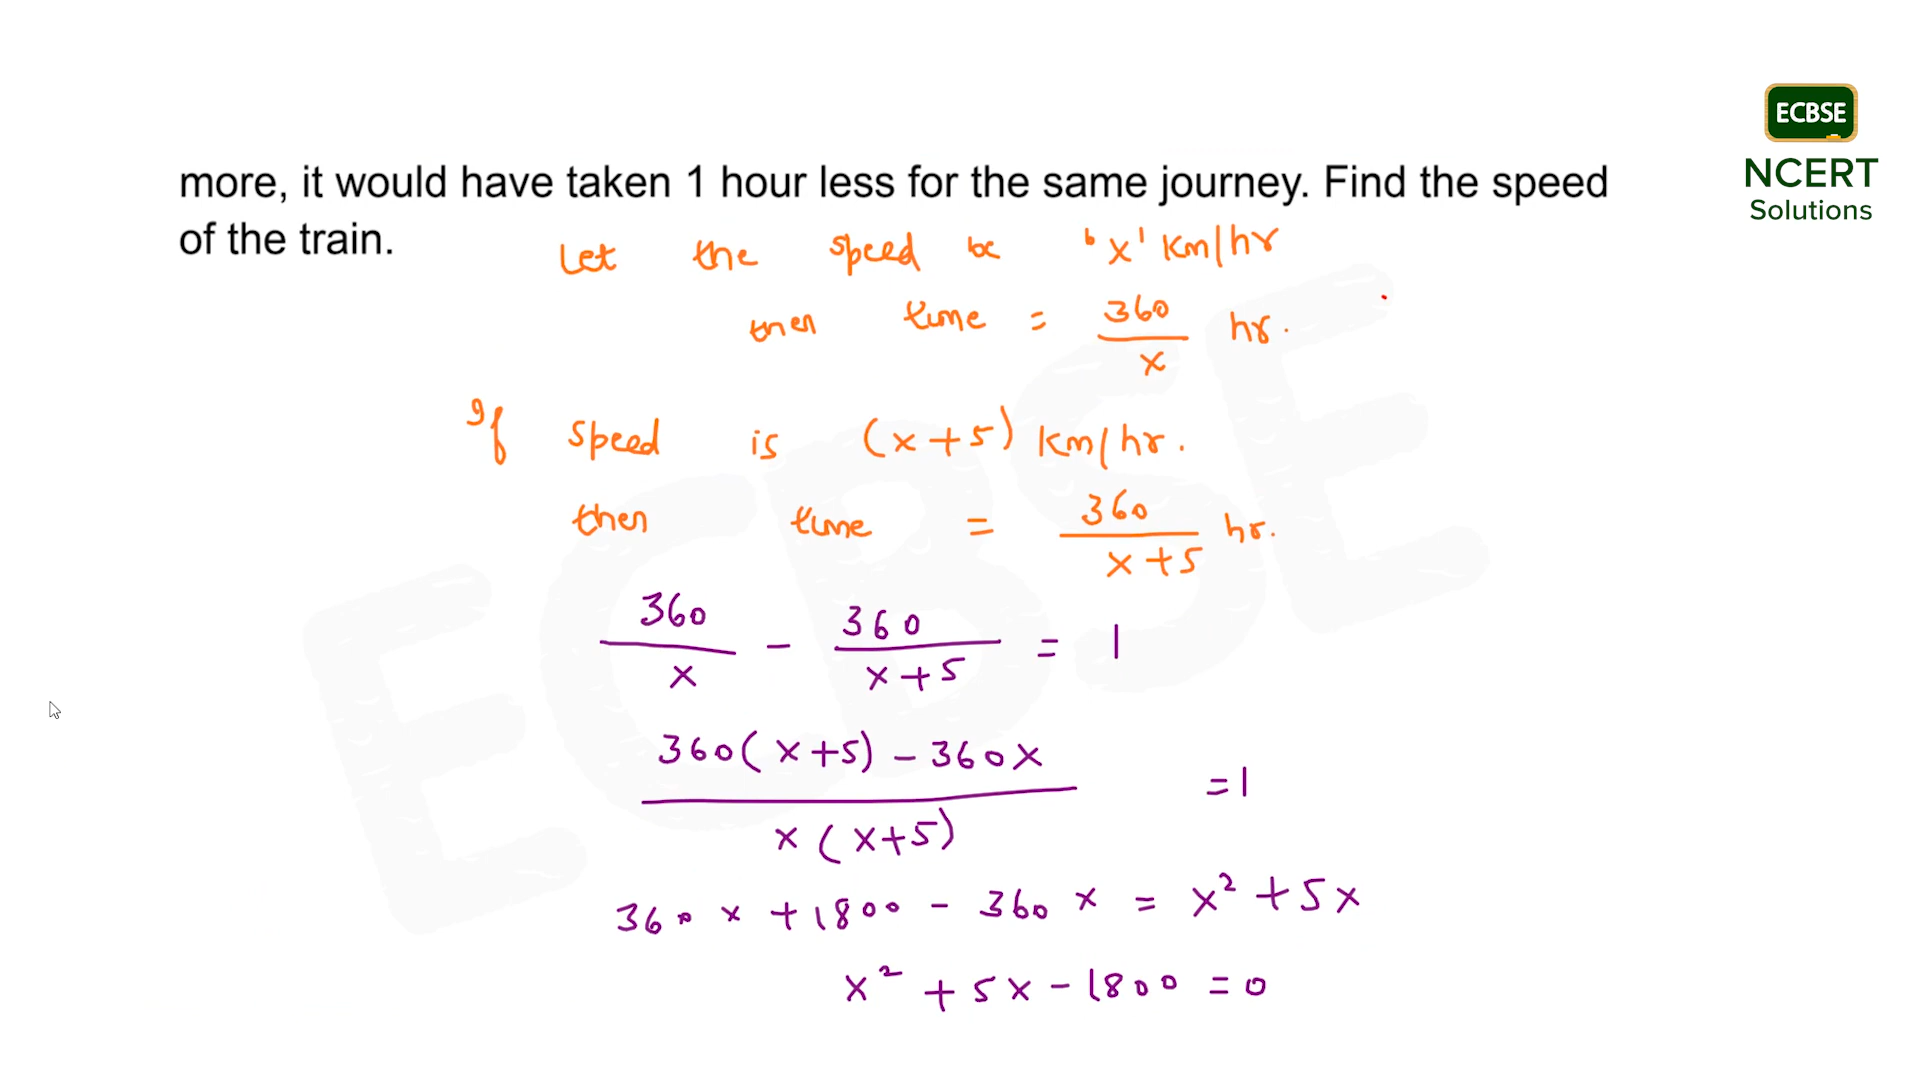 ECBSE
NCERT
Solutions
more, it would have taken 1 hour less for the same journey. Find the speed
of the train.
Let the speed be 'x' km/hr
then time = 360/x hr.
If speed is (x+5) km/hr.
then time = 360/x+5 hr.
360/x - 360/x+5 = 1
360(x+5) - 360x / x(x+5) = 1
360x + 1800 - 360x = x² + 5x
x² + 5x - 1800 = 0
ECBSE